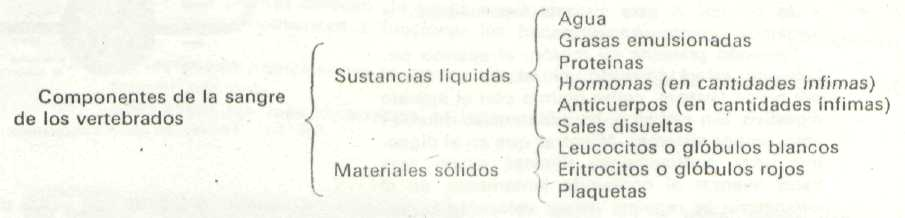 Componentes de la sangre
de los vertebrados
Sustancias líquidas
Agua
Grasas emulsionadas
Proteínas
Hormonas (en cantidades ínfimas)
Anticuerpos (en cantidades ínfimas)
Sales disueltas
Materiales sólidos
Leucocitos o glóbulos blancos
Eritrocitos o glóbulos rojos
Plaquetas